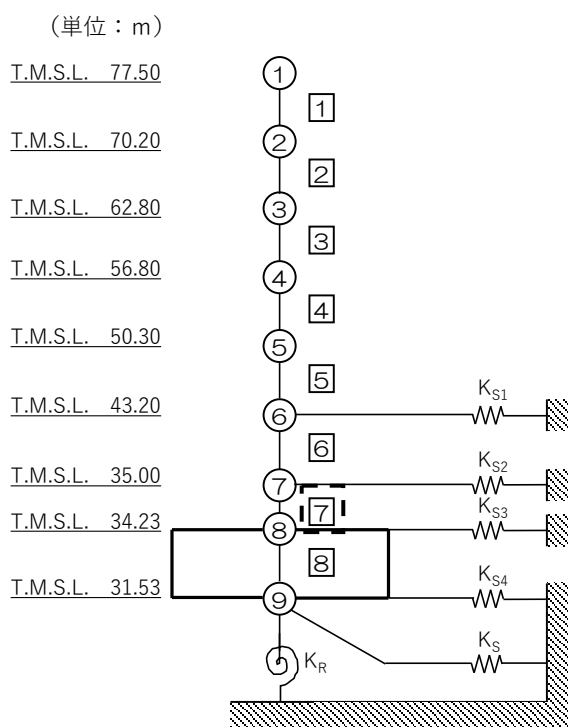 （単位：m）
T.M.S.L. 77.50 ①
1
T.M.S.L. 70.20 ②
2
T.M.S.L. 62.80 ③
3
T.M.S.L. 56.80 ④
4
T.M.S.L. 50.30 ⑤
5
T.M.S.L. 43.20 ⑥ KS1
6
T.M.S.L. 35.00 ⑦ KS2
7
T.M.S.L. 34.23 ⑧ KS3
8
T.M.S.L. 31.53 ⑨ KS4
KR KS